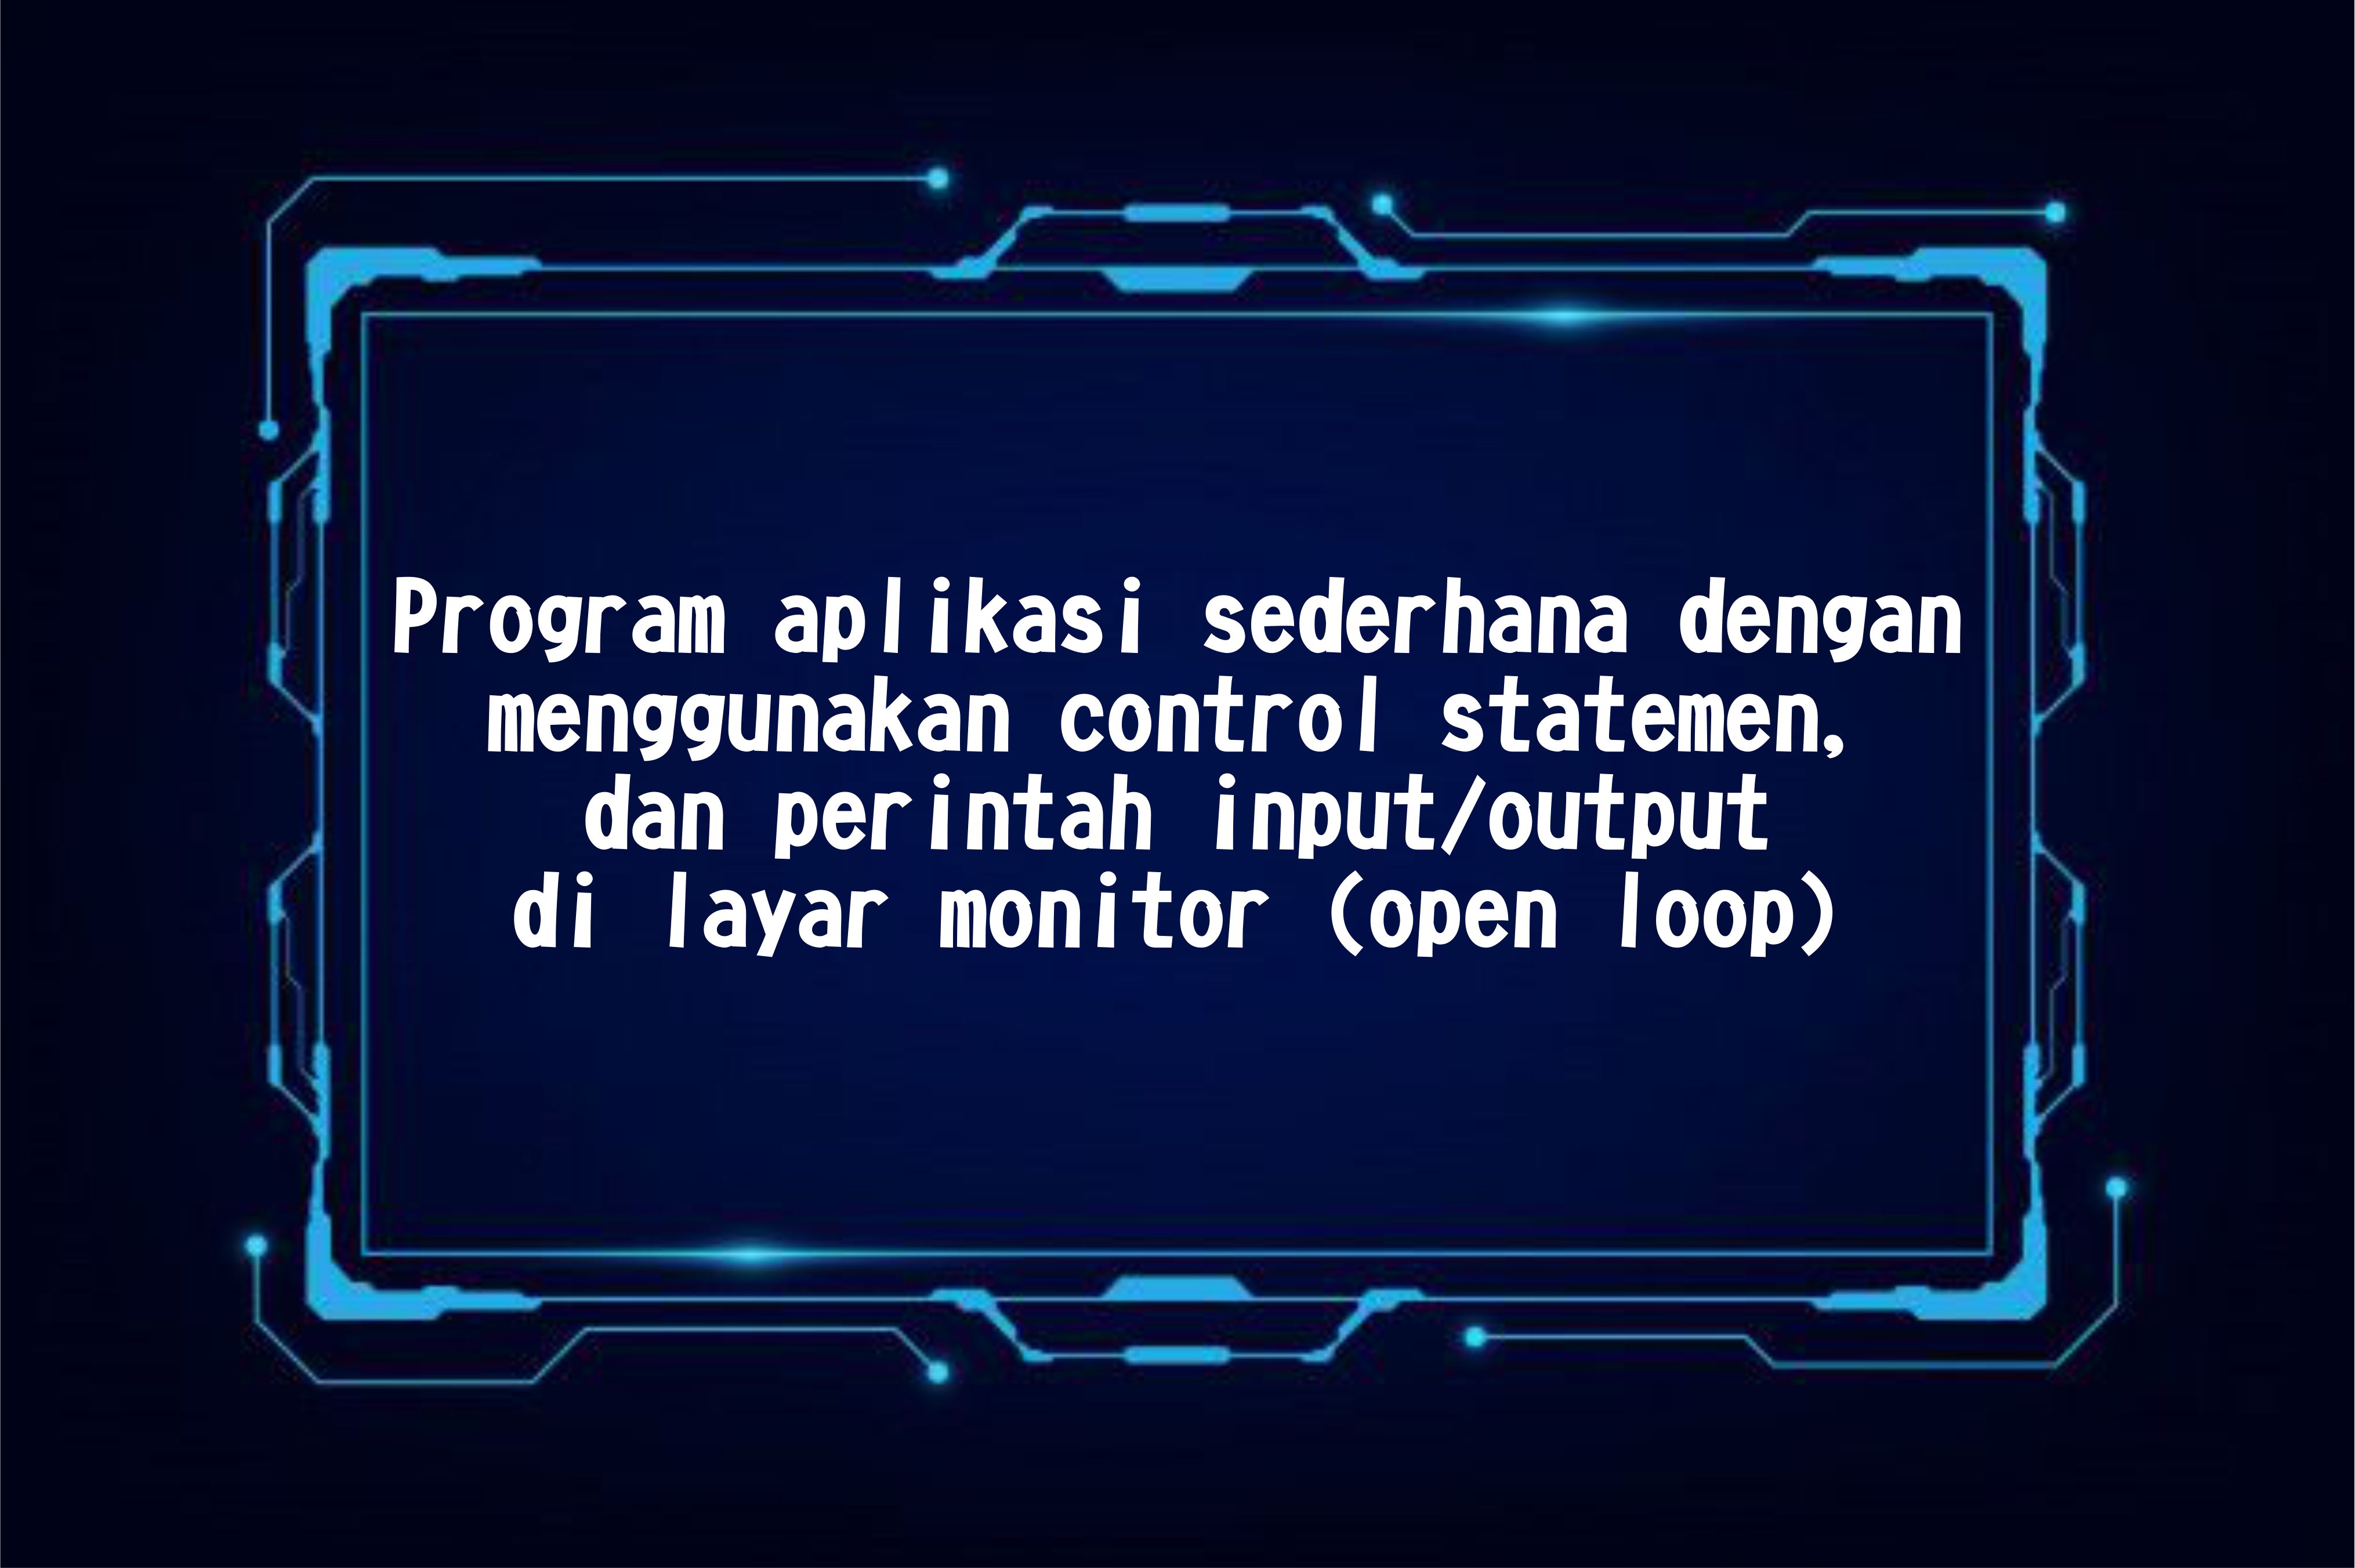 Program aplikasi sederhana dengan
menggunakan control statemen,
dan perintah input/output
di layar monitor (open loop)